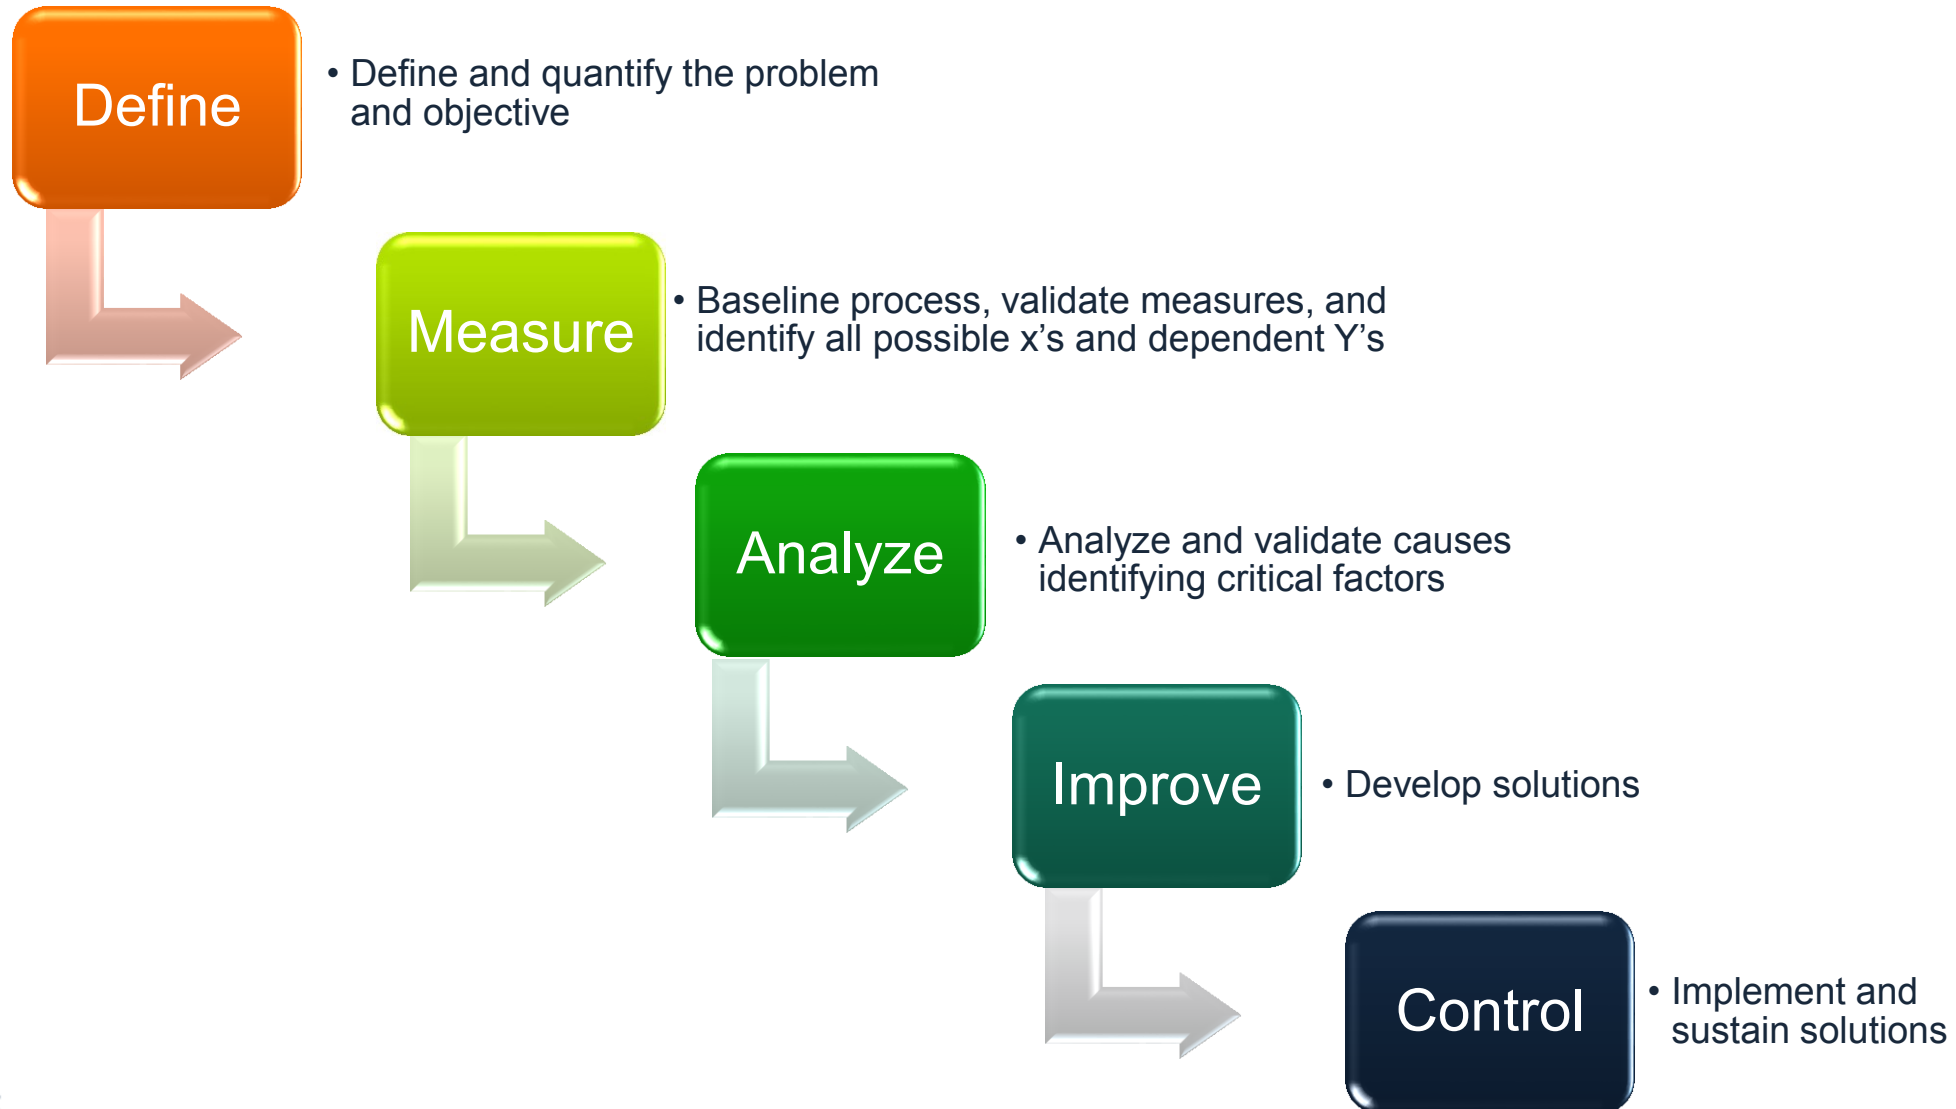 Define
• Define and quantify the problem
and objective
Measure
• Baseline process, validate measures, and
identify all possible x’s and dependent Y’s
Analyze
• Analyze and validate causes
identifying critical factors
Improve
• Develop solutions
Control
• Implement and
sustain solutions